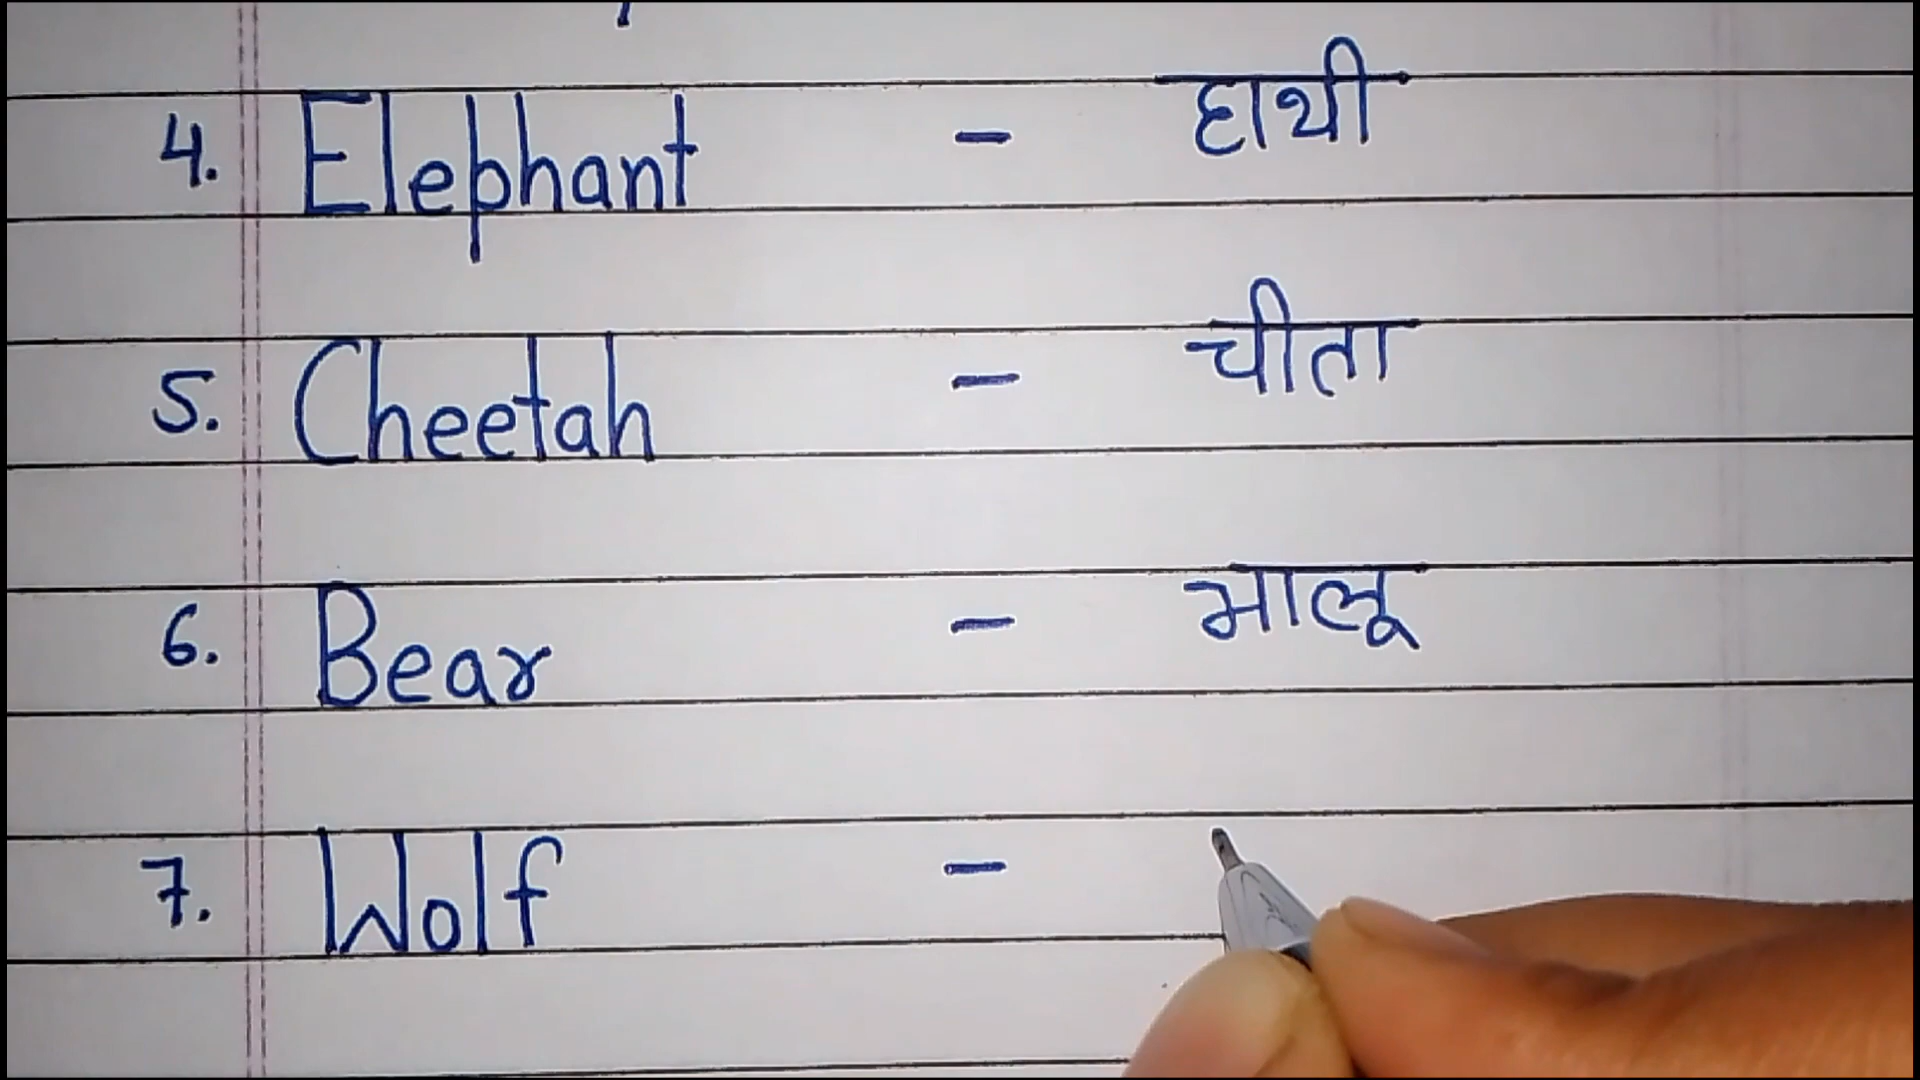 4. Elephant - हाथी
5. Cheetah - चीता
6. Bear - भालू
7. Wolf -